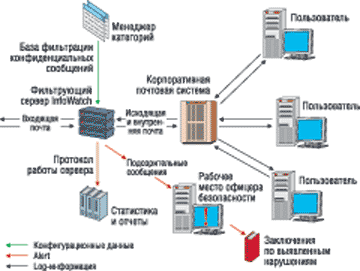 Менеджер
категорий
Пользователь
База фильтрации
конфиденциальных
сообщений
Фильтрующий
сервер InfoWatch
Корпоративная
почтовая система
Входящая
почта
Исходящая
и внутрен-
няя почта
Пользователь
Протокол
работы сервера
Подозрительные
сообщения
Рабочее
место офицера
безопасности
Пользователь
Статистика
и отчеты
Заключения
по выявленным
нарушениям
Конфигурационные данные
Alert
Log-информация